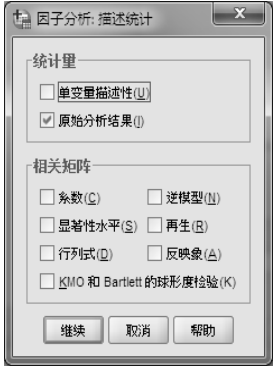 因子分析: 描述统计
统计量
单变量描述性(U)
原始分析结果(I)
相关矩阵
系数(C) 逆模型(N)
显著性水平(S) 再生(R)
行列式(D) 反映象(A)
KMO 和 Bartlett 的球形度检验(K)
继续 取消 帮助